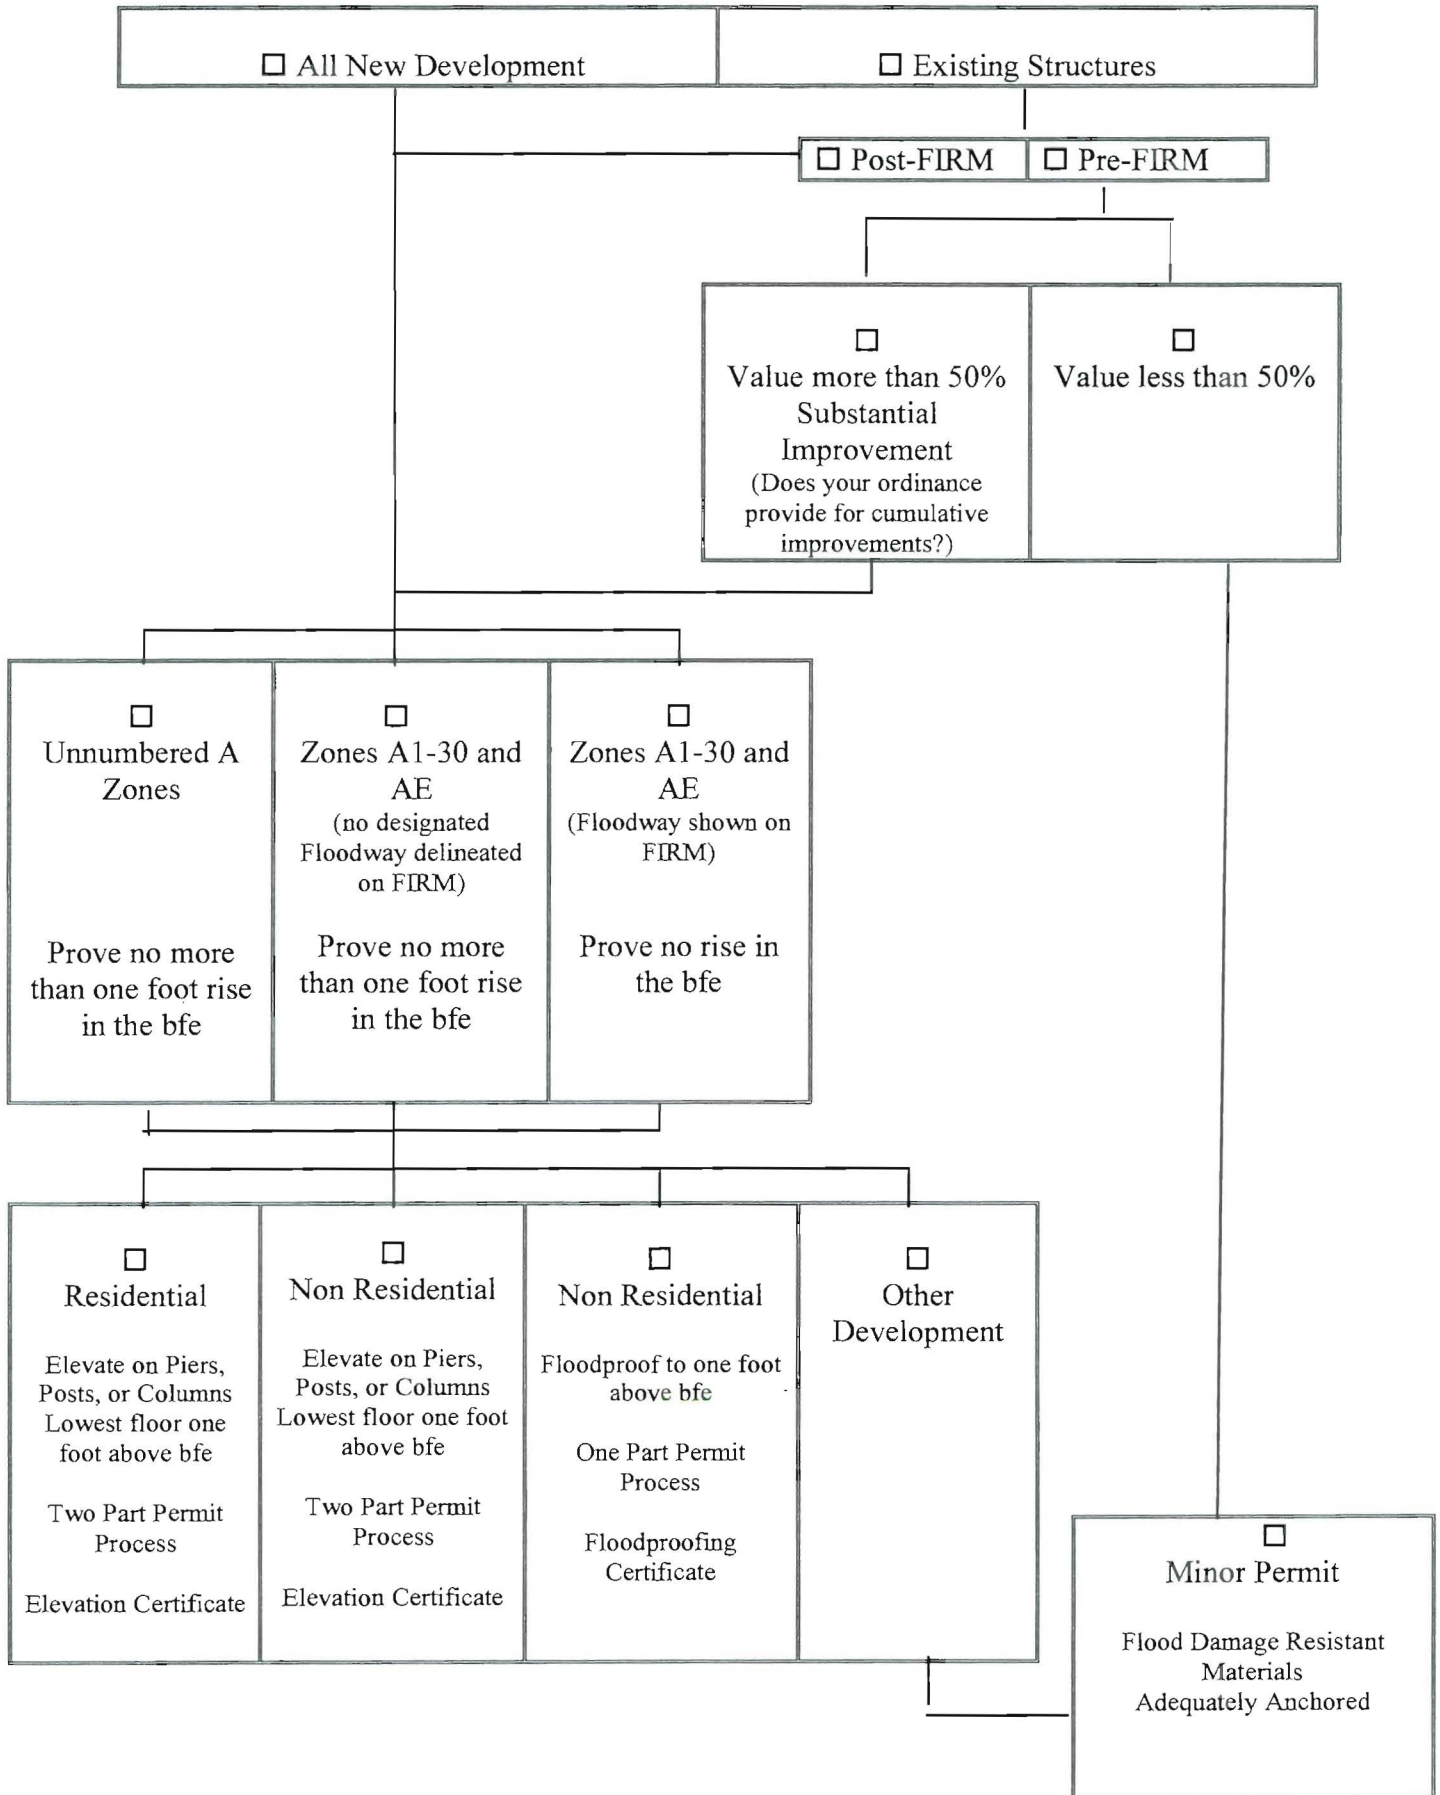 ☐ All New Development
☐ Existing Structures
☐ Post-FIRM
☐ Pre-FIRM
☐
Value more than 50%
Substantial
Improvement
(Does your ordinance
provide for cumulative
improvements?)
☐
Value less than 50%
☐
Unnumbered A
Zones
Prove no more
than one foot rise
in the bfe
☐
Zones A1-30 and
AE
(no designated
Floodway delineated
on FIRM)
Prove no more
than one foot rise
in the bfe
☐
Zones A1-30 and
AE
(Floodway shown on
FIRM)
Prove no rise in
the bfe
☐
Residential
Elevate on Piers,
Posts, or Columns
Lowest floor one
foot above bfe
Two Part Permit
Process
Elevation Certificate
☐
Non Residential
Elevate on Piers,
Posts, or Columns
Lowest floor one foot
above bfe
Two Part Permit
Process
Elevation Certificate
☐
Non Residential
Floodproof to one foot
above bfe
One Part Permit
Process
Floodproofing
Certificate
☐
Other
Development
☐
Minor Permit
Flood Damage Resistant
Materials
Adequately Anchored